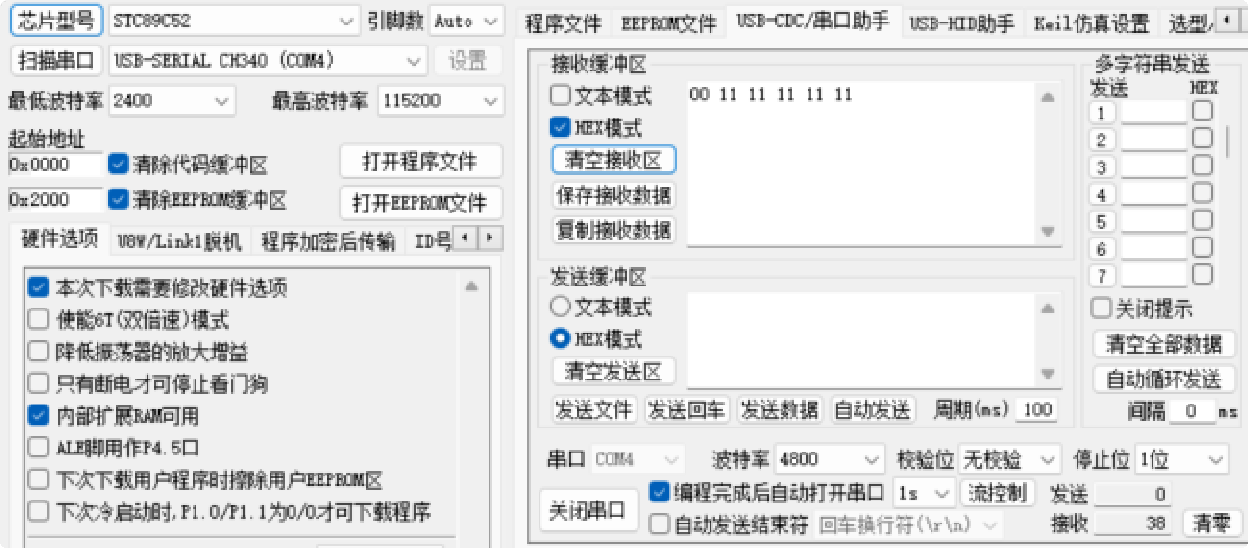 芯片型号 STC89C52 引脚数 Auto
扫描串口 USB-SERIAL CH340 (COM4) 设置
最低波特率 2400 最高波特率 115200
起始地址
0x0000 清除代码缓冲区 打开程序文件
0x2000 清除EEPROM缓冲区 打开EEPROM文件
硬件选项 U8W/Link1脱机 程序加密后传输 ID号
本次下载需要修改硬件选项
使能6T(双倍速)模式
降低振荡器的放大增益
只有断电才可停止看门狗
内部扩展RAM可用
ALE脚用作P4.5口
下次下载用户程序时擦除用户EEPROM区
下次冷启动时,P1.0/P1.1为0/0才可下载程序
程序文件 EEPROM文件 USB-CDC/串口助手 USB-HID助手 Keil仿真设置 选型
接收缓冲区
文本模式
HEX模式
清空接收区
保存接收数据
复制接收数据
00 11 11 11 11 11
发送缓冲区
文本模式
HEX模式
清空发送区
发送文件 发送回车 发送数据 自动发送 周期(ms) 100
多字符串发送
发送 HEX
1
2
3
4
5
6
7
关闭提示
清空全部数据
自动循环发送
间隔 0 ms
串口 COM4 波特率 4800 校验位 无校验 停止位 1位
关闭串口 编程完成后自动打开串口 1s 流控制 发送 0
自动发送结束符 回车换行符(\r\n) 接收 38 清零